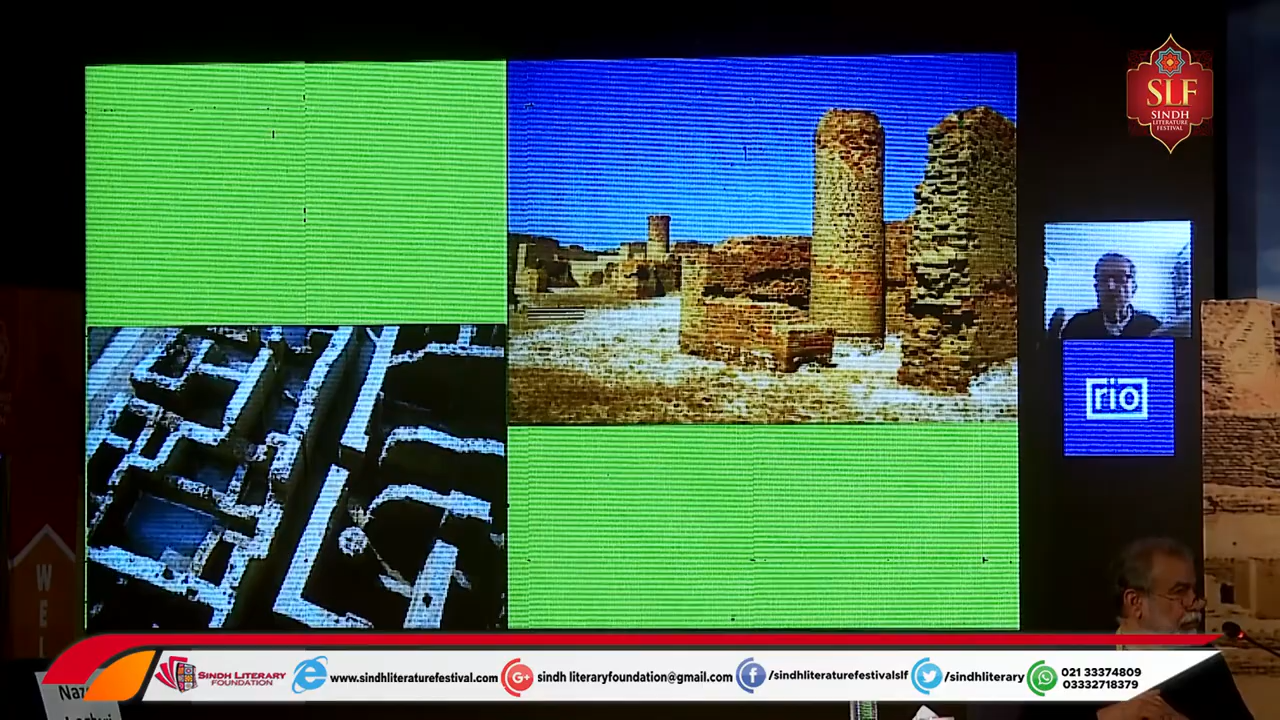 SLF
SINDH
LITERATURE
FESTIVAL
rio
W
E
L
Naz
SINDH LITERARY
FOUNDATION
www.sindhliteraturefestival.com
sindh literaryfoundation@gmail.com
/sindhliteraturefestivalslf
/sindhliterary
021 33374809
03332718379